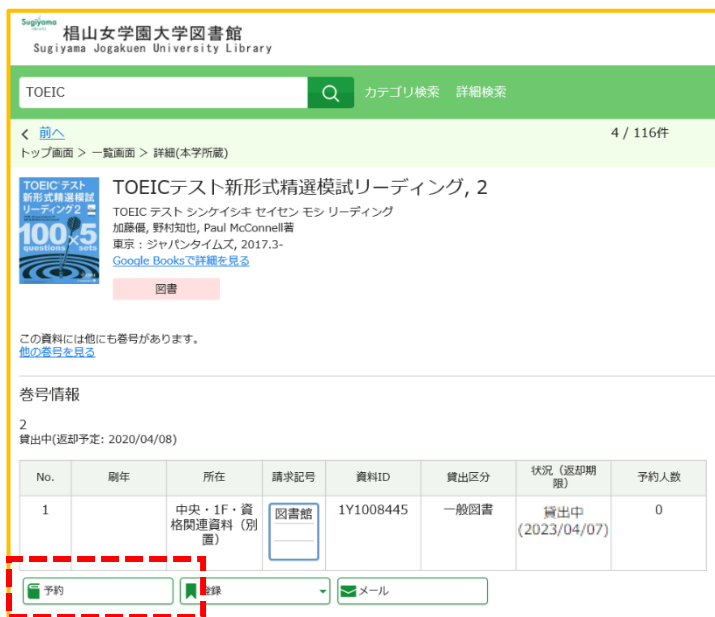 Sugiyama
椙山女学園大学図書館
Sugiyama Jogakuen University Library
TOEIC
カテゴリ検索 詳細検索
前へ
4 / 116件
トップ画面 > 一覧画面 > 詳細(本学所蔵)
TOEIC テスト
新形式精選模試
リーディング2
100×5
questions sets
TOEICテスト新形式精選模試リーディング, 2
TOEIC テスト シンケイシキ セイセン モシ リーディング
加藤優, 野村知也, Paul McConnell著
東京 : ジャパンタイムズ, 2017.3-
Google Booksで詳細を見る
図書
この資料には他にも巻号があります。
他の巻号を見る
巻号情報
2
貸出中(返却予定: 2020/04/08)
No. 刷年 所在 請求記号 資料ID 貸出区分 状況（返却期限） 予約人数
1 中央・1F・資格関連資料（別置） 図書館 1Y1008445 一般図書 貸出中 (2023/04/07) 0
予約 登録 メール